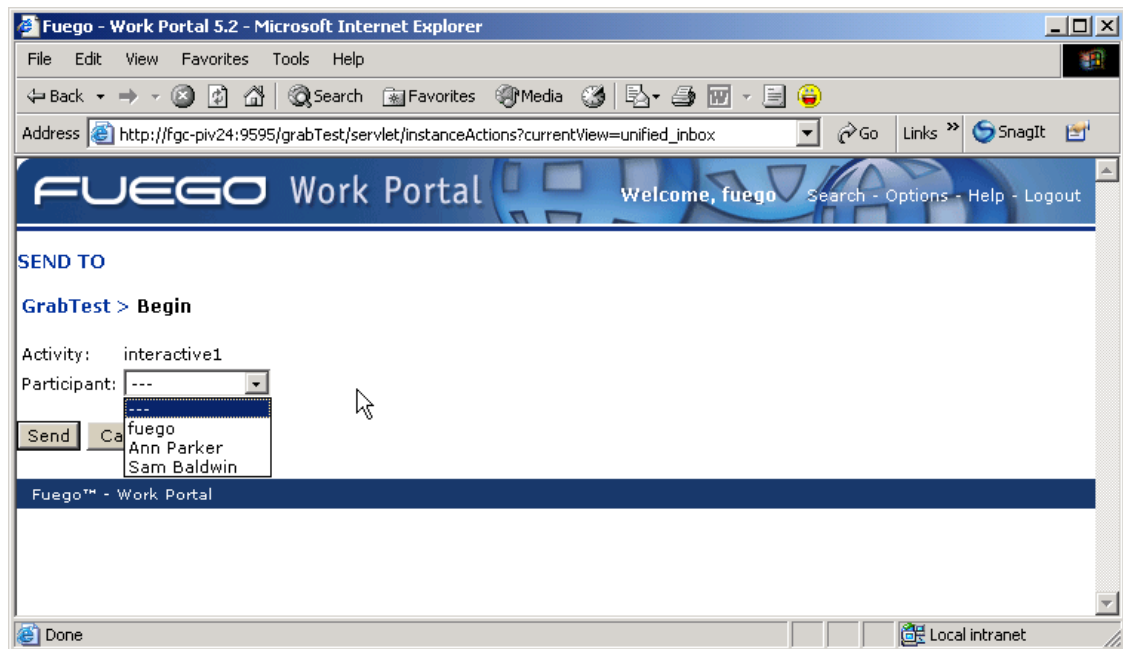 Fuego - Work Portal 5.2 - Microsoft Internet Explorer
File Edit View Favorites Tools Help
Back Search Favorites Media
Address http://fgc-piv24:9595/grabTest/servlet/instanceActions?currentView=unified_inbox Go Links » SnagIt
FUEGO Work Portal Welcome, fuego Search - Options - Help - Logout
SEND TO
GrabTest > Begin
Activity: interactive1
Participant: ---
---
fuego
Ann Parker
Sam Baldwin
Send Ca
Fuego™ - Work Portal
Done Local intranet